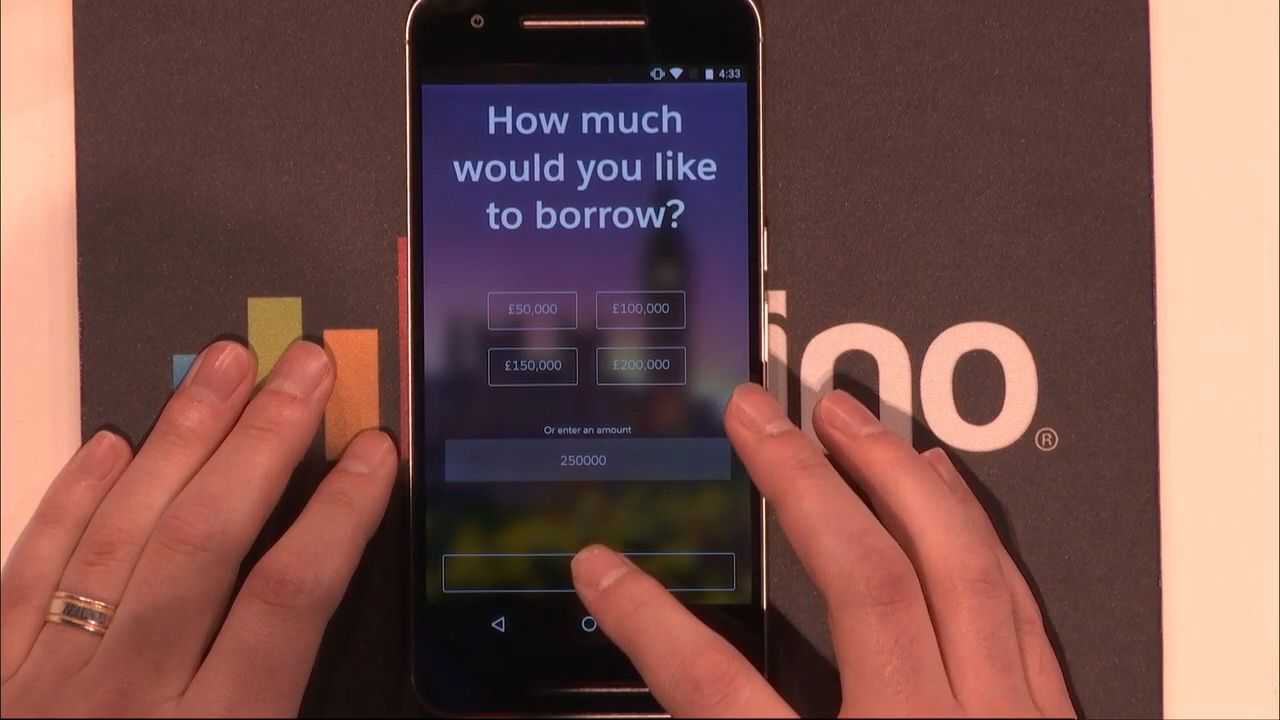 4:33
How much
would you like
to borrow?
£50,000 £100,000
£150,000 £200,000
Or enter an amount
250000
ino®